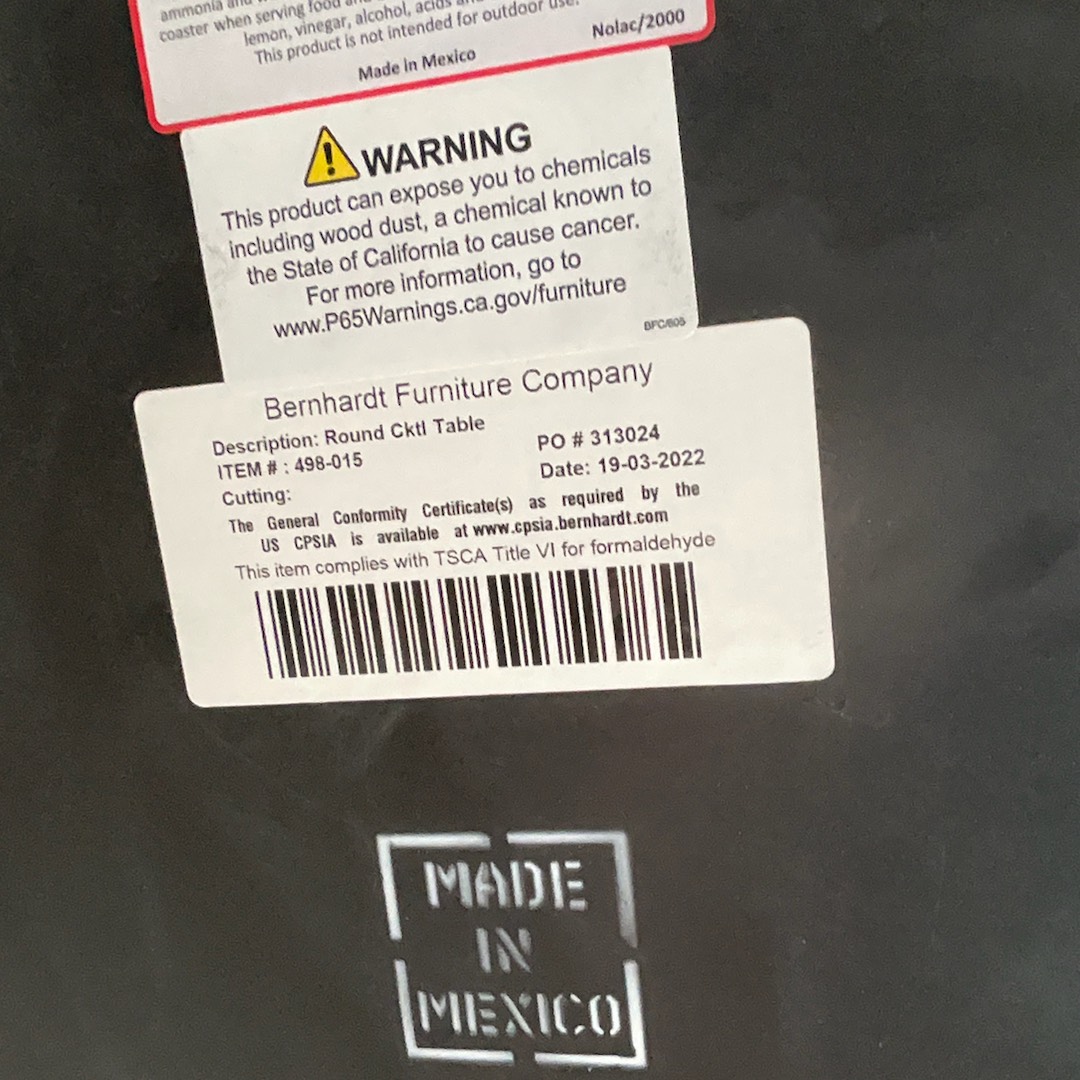 ammonia and
coaster when serving food
lemon, vinegar, alcohol, acids
This product is not intended for outdoor use.
Made in Mexico
Nolac/2000
WARNING
This product can expose you to chemicals
including wood dust, a chemical known to
the State of California to cause cancer.
For more information, go to
www.P65Warnings.ca.gov/furniture
BFC/605
Bernhardt Furniture Company
Description: Round Cktl Table
ITEM # : 498-015
PO # 313024
Date: 19-03-2022
Cutting:
The General Conformity Certificate(s) as required by the
US CPSIA is available at www.cpsia.bernhardt.com
This item complies with TSCA Title VI for formaldehyde
MADE
IN
MEXICO